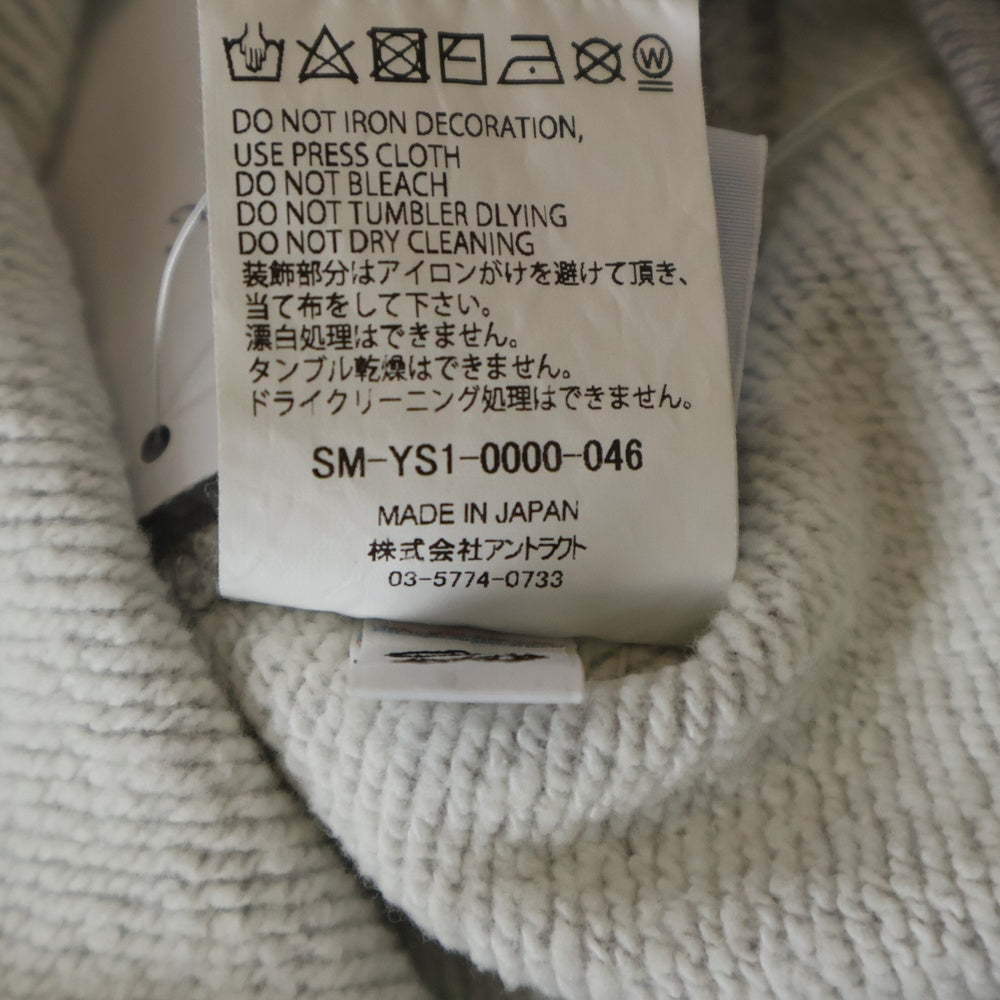 W
DO NOT IRON DECORATION,
USE PRESS CLOTH
DO NOT BLEACH
DO NOT TUMBLER DLYING
DO NOT DRY CLEANING
装飾部分はアイロンがけを避けて頂き、
当て布をして下さい。
漂白処理はできません。
タンブル乾燥はできません。
ドライクリーニング処理はできません。
SM-YS1-0000-046
MADE IN JAPAN
株式会社アントラクト
03-5774-0733